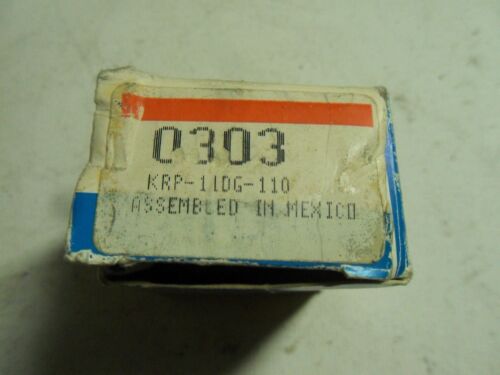 0303
KRP-11DG-110
ASSEMBLED IN MEXICO